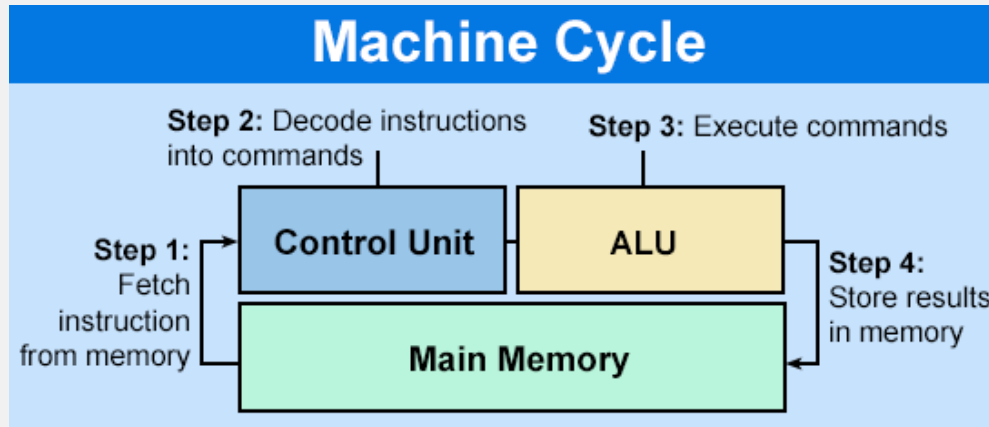 Machine Cycle
Step 2: Decode instructions
into commands
Step 3: Execute commands
Control Unit
ALU
Step 1:
Fetch
instruction
from memory
Step 4:
Store results
in memory
Main Memory